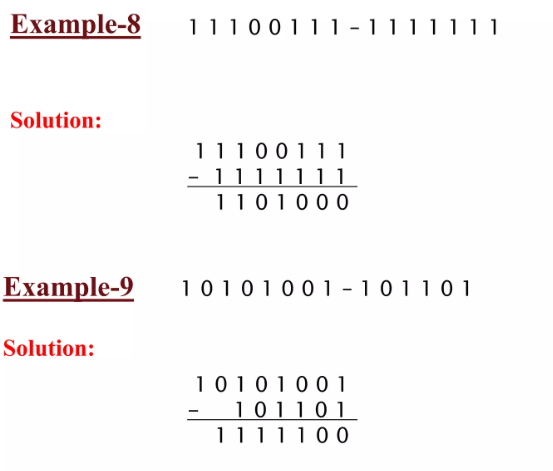 Example-8 1 1 1 0 0 1 1 1 - 1 1 1 1 1 1 1
Solution:
1 1 1 0 0 1 1 1
- 1 1 1 1 1 1 1
1 1 0 1 0 0 0
Example-9 1 0 1 0 1 0 0 1 - 1 0 1 1 0 1
Solution:
1 0 1 0 1 0 0 1
- 1 0 1 1 0 1
1 1 1 1 1 0 0